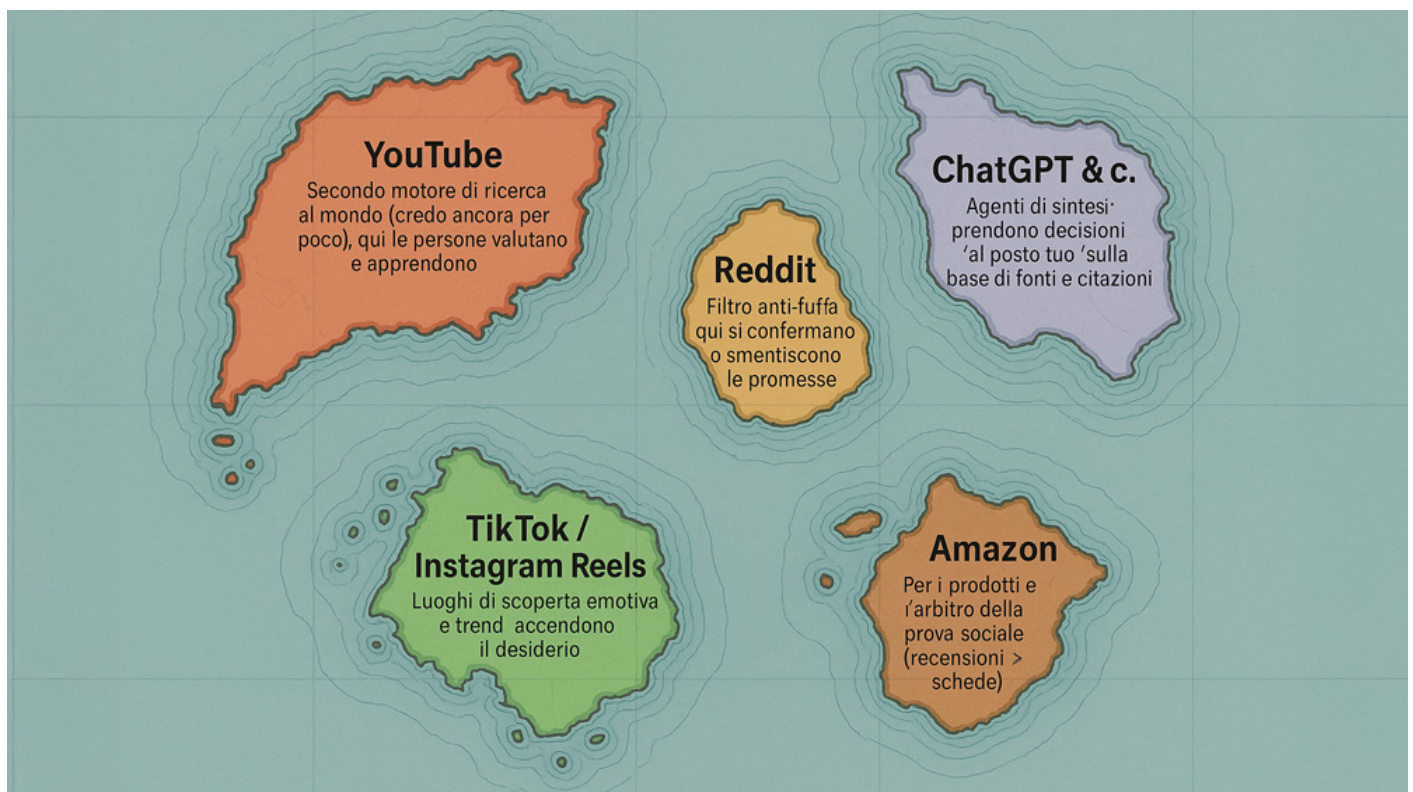 YouTube
Secondo motore di ricerca
al mondo (credo ancora per
poco), qui le persone valutano
e apprendono
ChatGPT & c.
Agenti di sintesi·
prendono decisioni
‘al posto tuo ‘sulla
base di fonti e citazioni
Reddit
Filtro anti-fuffa
qui si confermano
o smentiscono
le promesse
TikTok /
Instagram Reels
Luoghi di scoperta emotiva
e trend accendono
il desiderio
Amazon
Per i prodotti e
l’arbitro della
prova sociale
(recensioni >
schede)